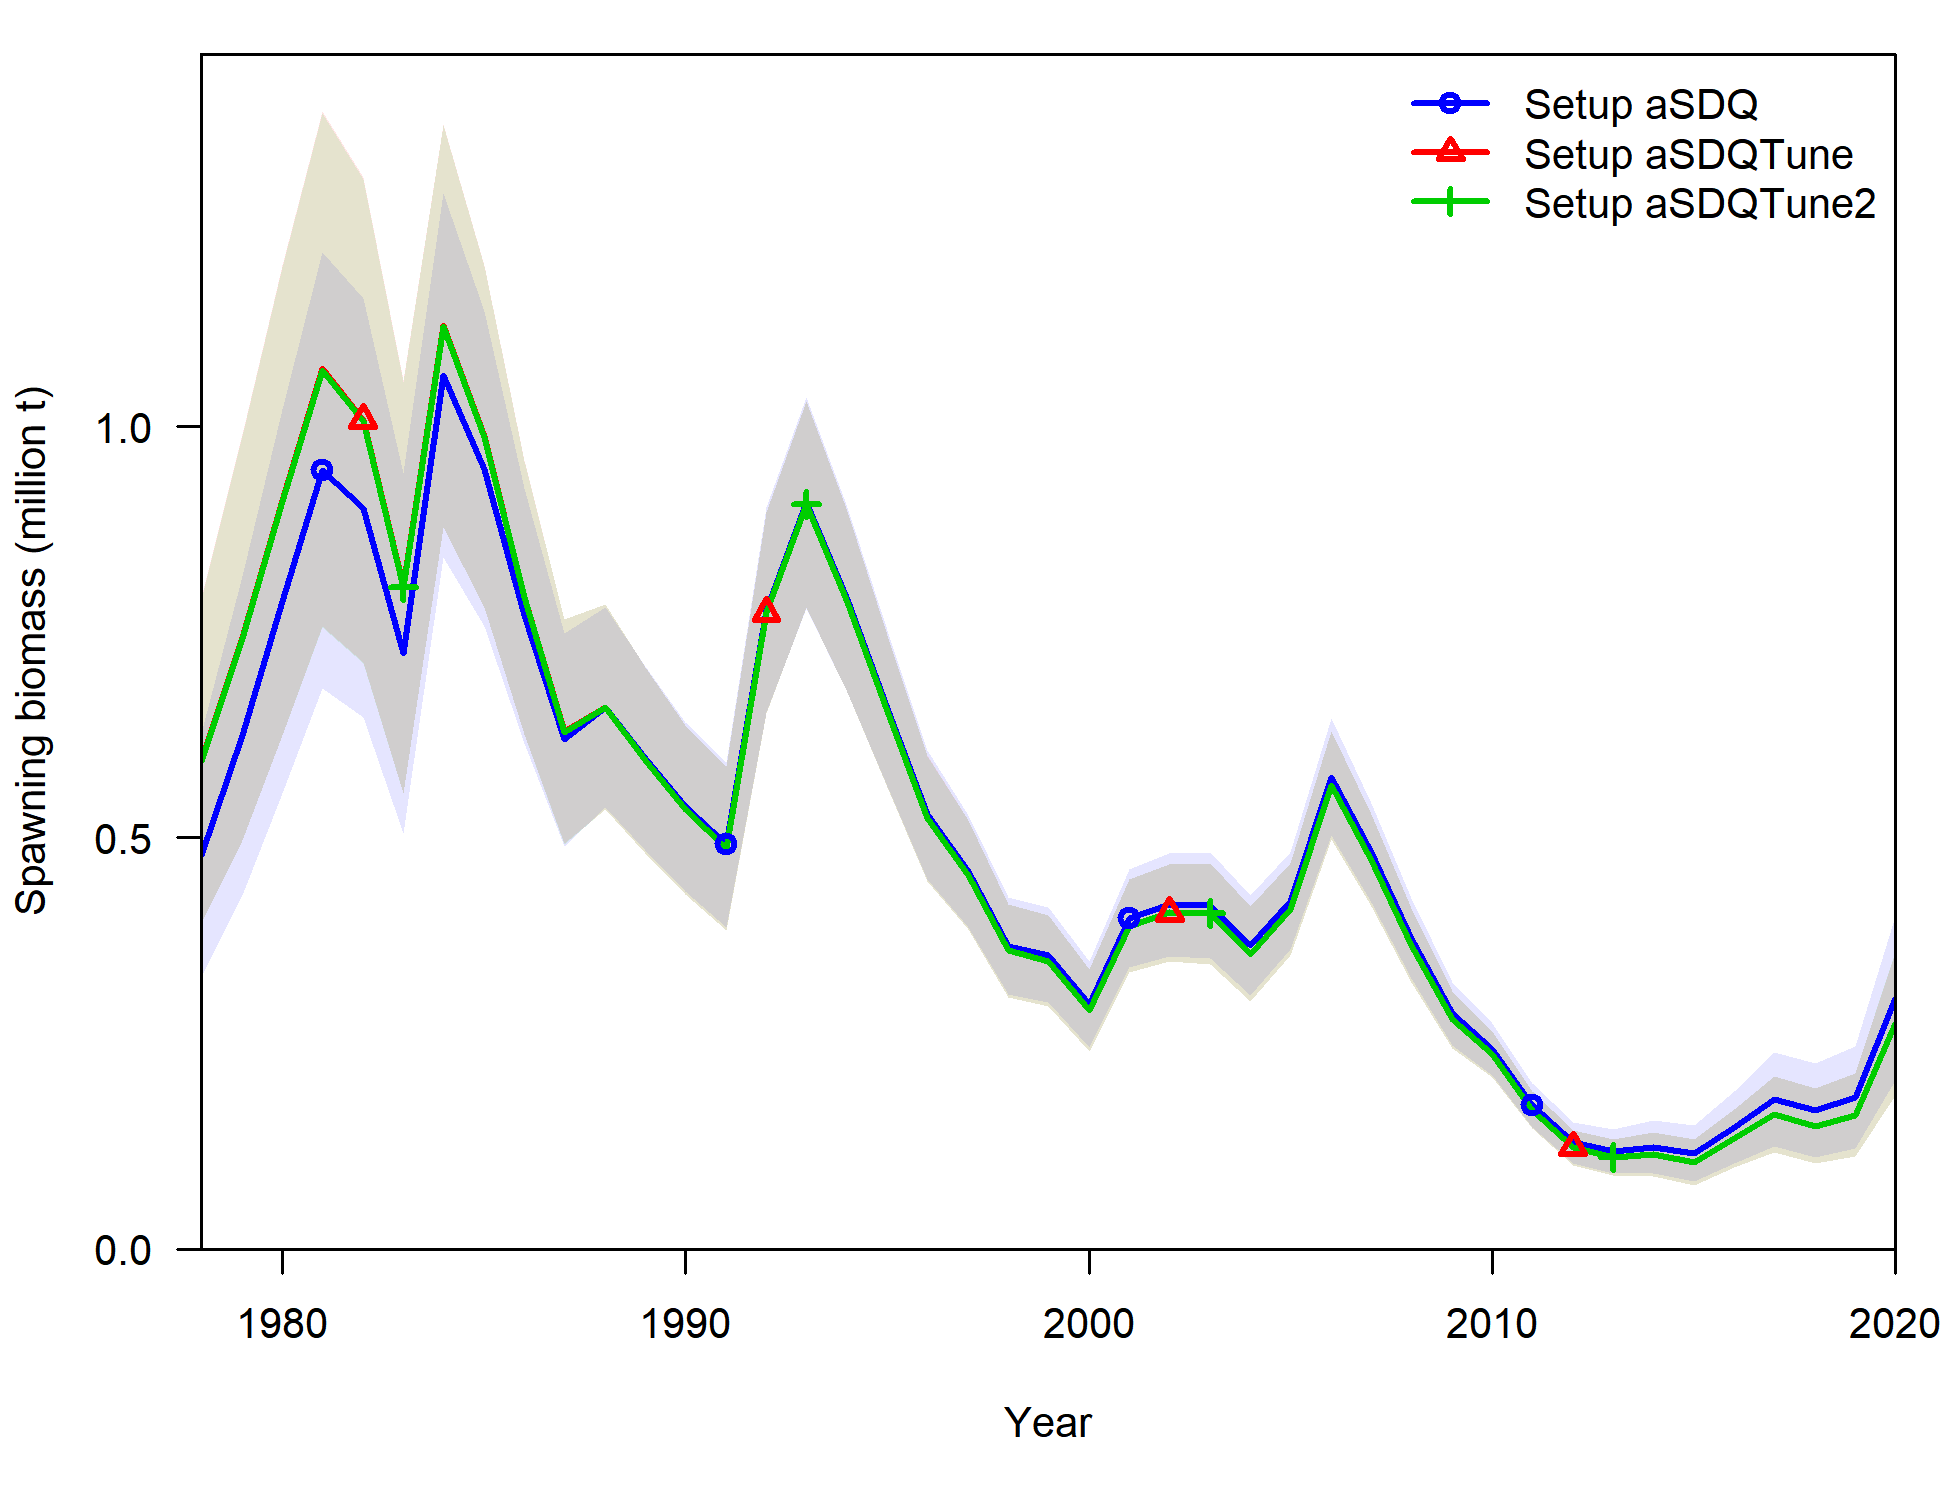 Setup aSDQ
Setup aSDQTune
Setup aSDQTune2
Spawning biomass (million t)
1.0
0.5
0.0
1980 1990 2000 2010 2020
Year